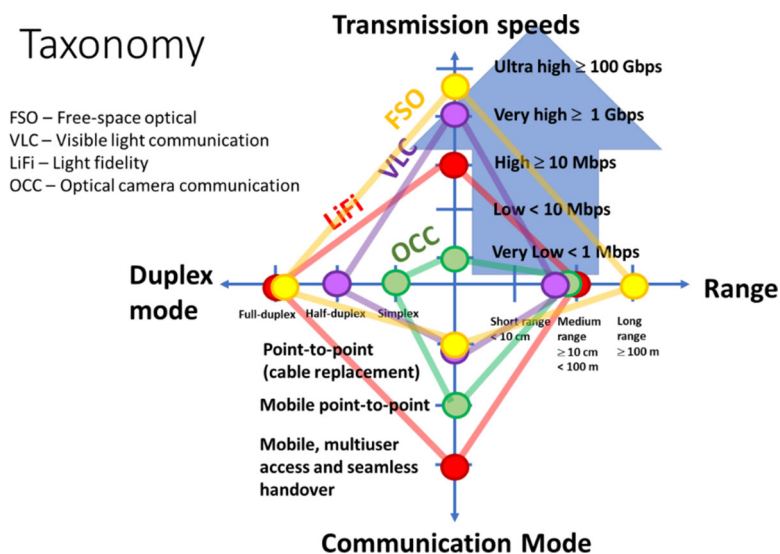 Taxonomy
Transmission speeds
Ultra high ≥ 100 Gbps
FSO – Free-space optical
VLC – Visible light communication
LiFi – Light fidelity
OCC – Optical camera communication
FSO
Very high ≥ 1 Gbps
VLC
High ≥ 10 Mbps
LiFi
Low < 10 Mbps
OCC
Very Low < 1 Mbps
Duplex
mode
Range
Full-duplex
Half-duplex
Simplex
Short range
< 10 cm
Medium
range
≥ 10 cm
< 100 m
Long
range
≥ 100 m
Point-to-point
(cable replacement)
Mobile point-to-point
Mobile, multiuser
access and seamless
handover
Communication Mode